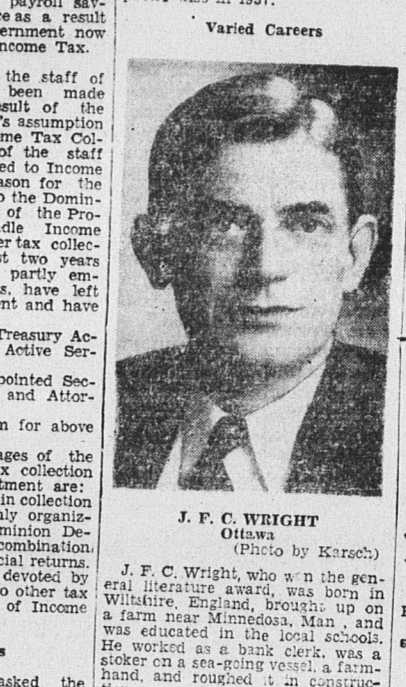 payroll sav-
e as a result
ernment now
ncome Tax.
the staff of
been made
sult of the
's assumption
me Tax Col-
of the staff
ed to Income
ason for the
o the Domin-
of the Pro-
dle Income
er tax collec-
st two years
partly em-
s, have left
nt and have
Treasury Ac-
Active Ser-
pointed Sec-
and Attor-
m for above
ages of the
x collection
tment are:
in collection
nly organiz-
minion De-
combination,
cial returns.
devoted by
o other tax
of Income
s
asked the
Varied Careers
J. F. C. WRIGHT
Ottawa
(Photo by Karsch)
J. F. C. Wright, who w n the gen-
eral literature award, was born in
Wiltshire, England, brought up on
a farm near Minnedosa, Man , and
was educated in the local schools.
He worked as a bank clerk, was a
stoker on a sea-going vessel, a farm-
hand, and roughed it in construc-